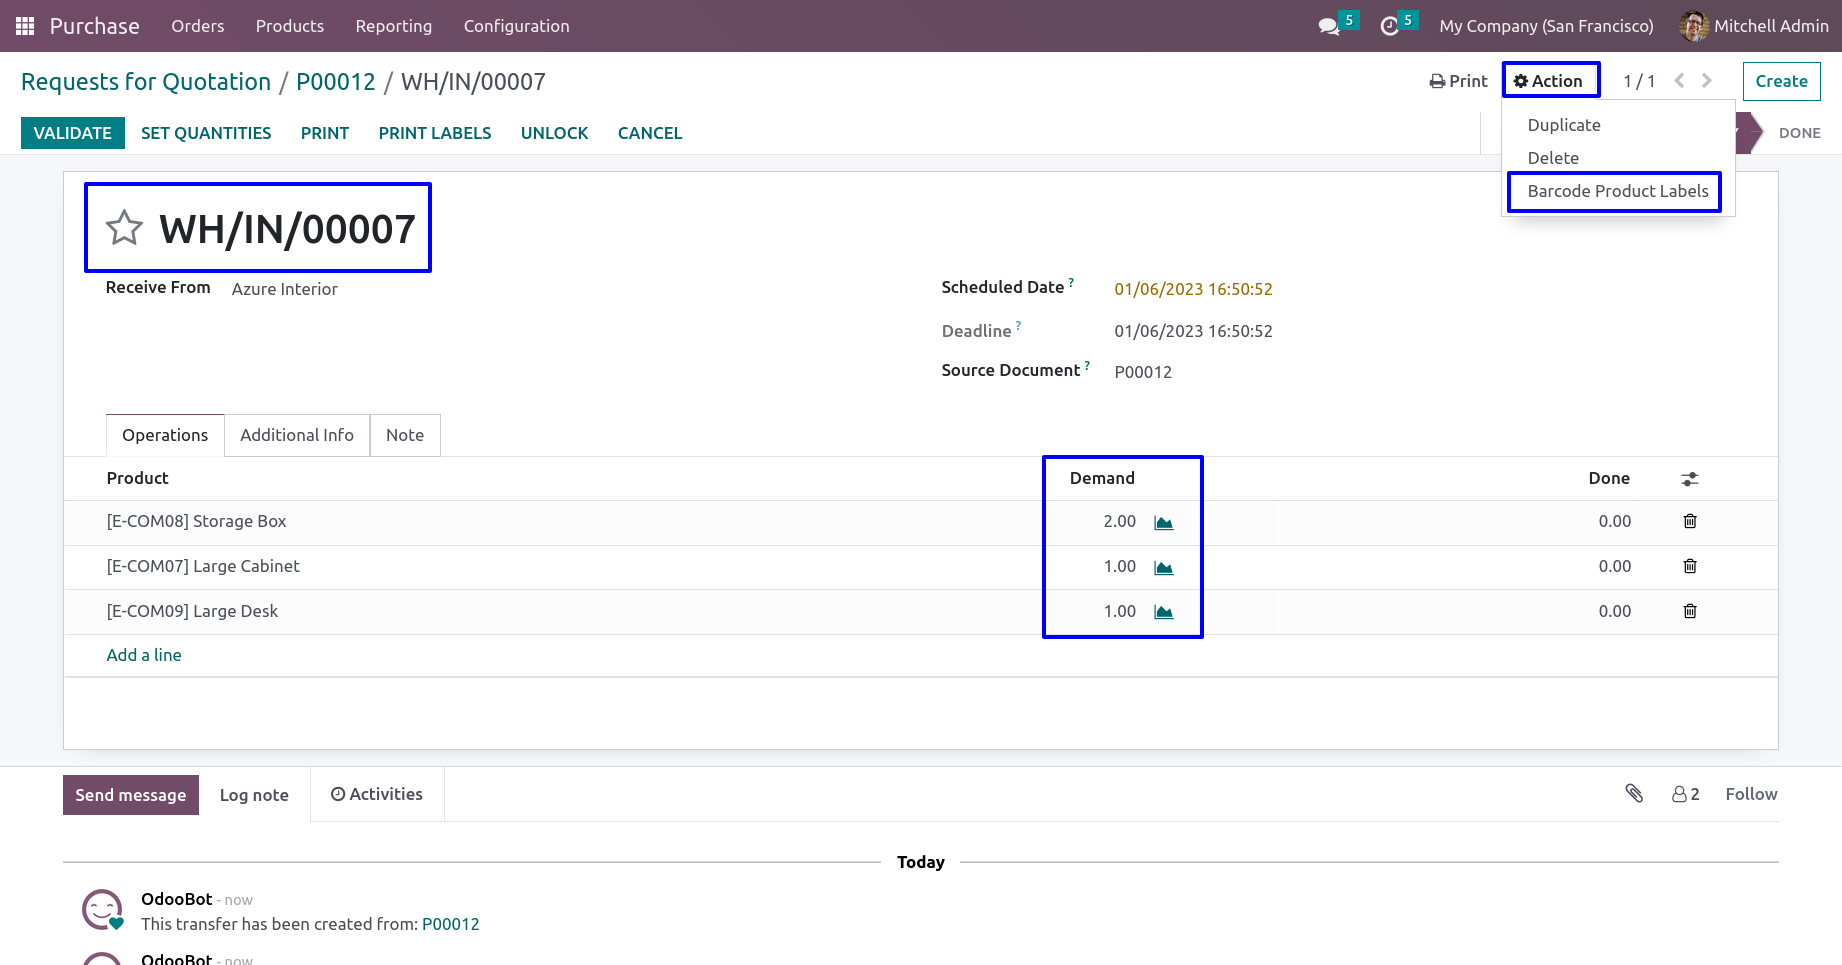 Purchase Orders Products Reporting Configuration 5 5 My Company (San Francisco) Mitchell Admin
Requests for Quotation / P00012 / WH/IN/00007 Print Action 1 / 1 Create
VALIDATE SET QUANTITIES PRINT PRINT LABELS UNLOCK CANCEL DONE
Duplicate
Delete
Barcode Product Labels
WH/IN/00007
Receive From Azure Interior
Scheduled Date ? 01/06/2023 16:50:52
Deadline ? 01/06/2023 16:50:52
Source Document ? P00012
Operations Additional Info Note
Product Demand Done
[E-COM08] Storage Box 2.00 0.00
[E-COM07] Large Cabinet 1.00 0.00
[E-COM09] Large Desk 1.00 0.00
Add a line
Send message Log note Activities 2 Follow
Today
OdooBot - now
This transfer has been created from: P00012
OdooBot - now